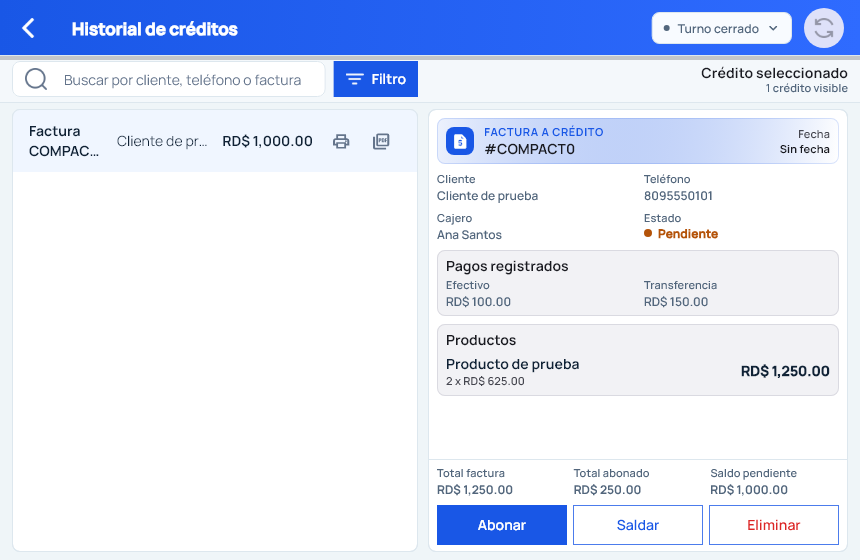 Historial de créditos
Turno cerrado
Buscar por cliente, teléfono o factura
Filtro
Crédito seleccionado
1 crédito visible
Factura
COMPAC...
Cliente de pr...
RD$ 1,000.00
PDF
FACTURA A CRÉDITO
#COMPACT0
Fecha
Sin fecha
Cliente
Cliente de prueba
Teléfono
8095550101
Cajero
Ana Santos
Estado
Pendiente
Pagos registrados
Efectivo
RD$ 100.00
Transferencia
RD$ 150.00
Productos
Producto de prueba
2 x RD$ 625.00
RD$ 1,250.00
Total factura
RD$ 1,250.00
Total abonado
RD$ 250.00
Saldo pendiente
RD$ 1,000.00
Abonar
Saldar
Eliminar